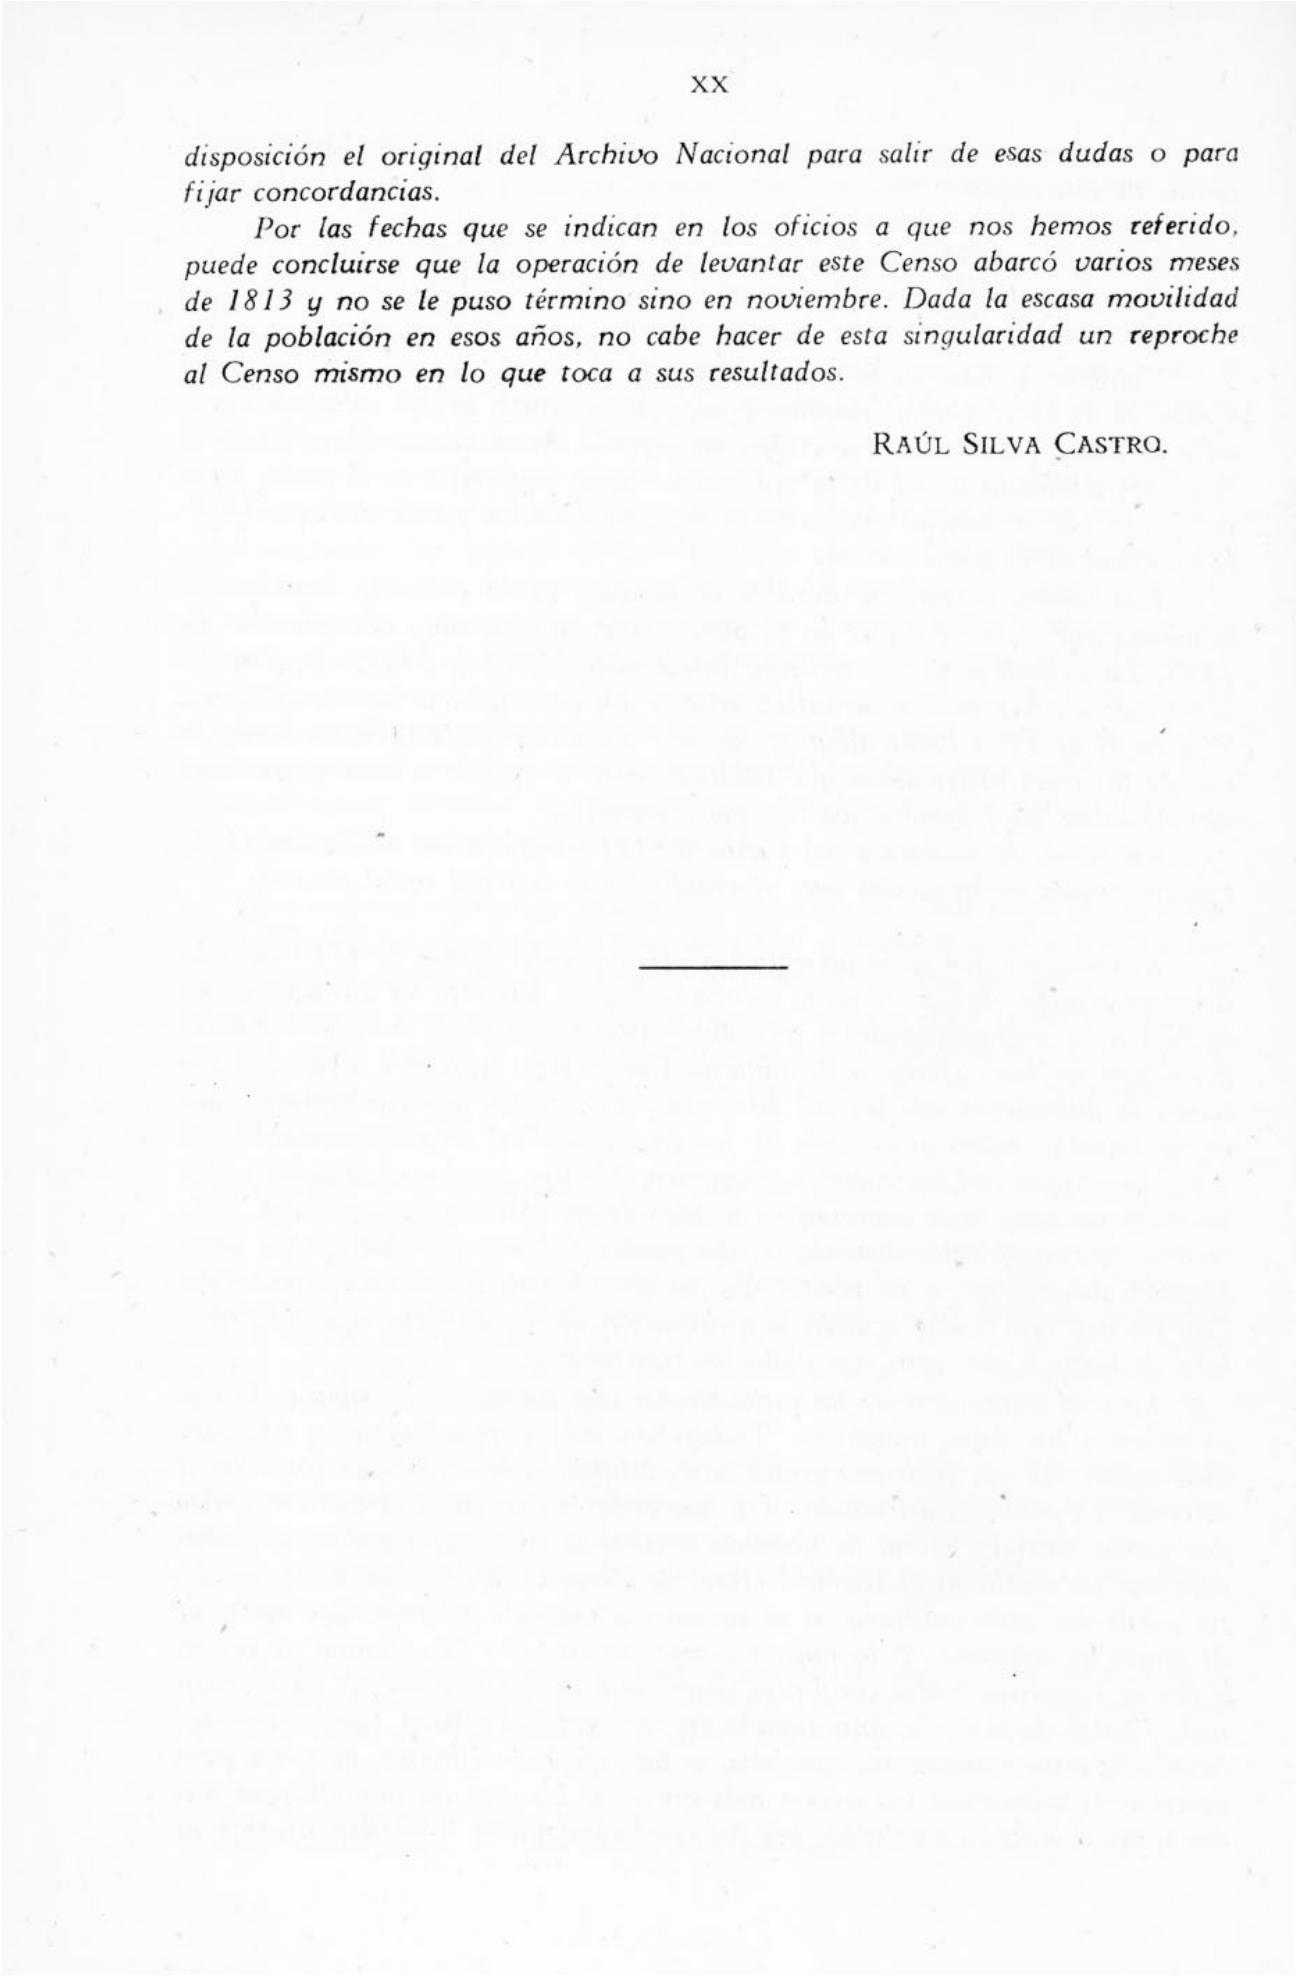 XX
disposición el original del Archivo Nacional para salir de esas dudas o para
fijar concordancias.
Por las fechas que se indican en los oficios a que nos hemos referido,
puede concluirse que la operación de levantar este Censo abarcó varios meses
de 1813 y no se le puso término sino en noviembre. Dada la escasa movilidad
de la población en esos años, no cabe hacer de esta singularidad un reproche
al Censo mismo en lo que toca a sus resultados.
RAÚL SILVA CASTRO.